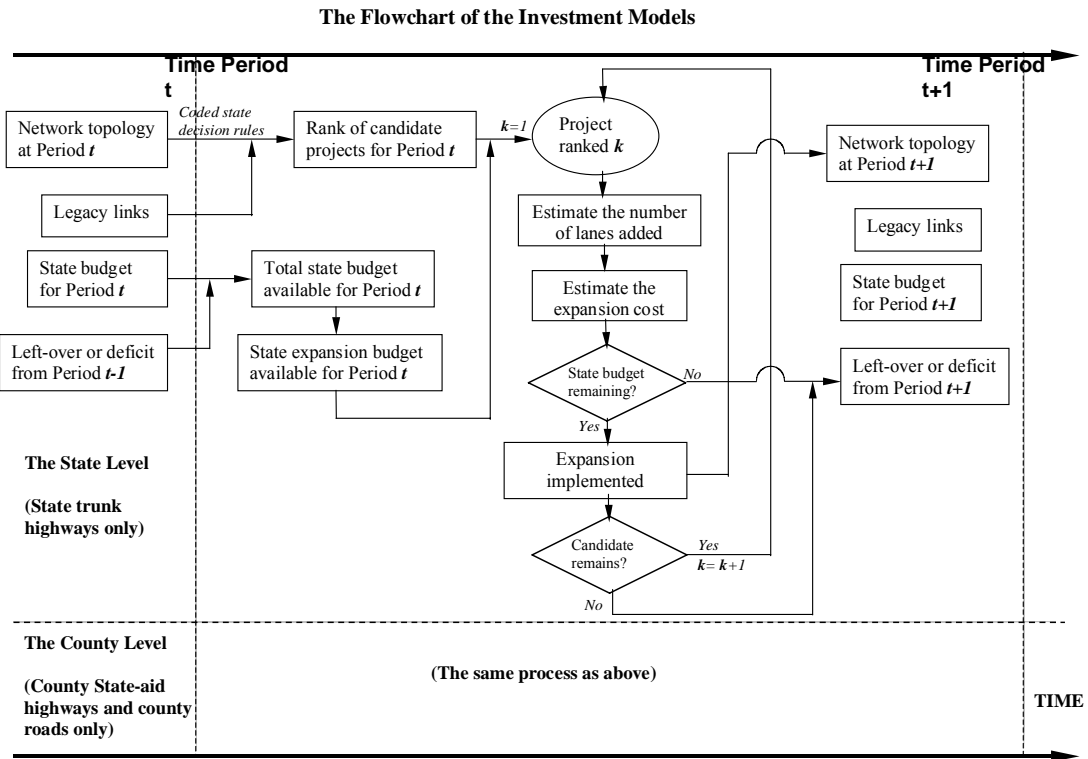 The Flowchart of the Investment Models
Time Period
t
Time Period
t+1
Network topology
at Period t
Coded state
decision rules
Rank of candidate
projects for Period t
k=1
Project
ranked k
Network topology
at Period t+1
Legacy links
Estimate the number
of lanes added
Legacy links
State budget
for Period t
Total state budget
available for Period t
Estimate the
expansion cost
State budget
for Period t+1
Left-over or deficit
from Period t-1
State expansion budget
available for Period t
State budget
remaining?
No
Left-over or deficit
from Period t+1
Yes
The State Level
(State trunk
highways only)
Expansion
implemented
Candidate
remains?
Yes
k= k+1
No
The County Level
(County State-aid
highways and county
roads only)
(The same process as above)
TIME